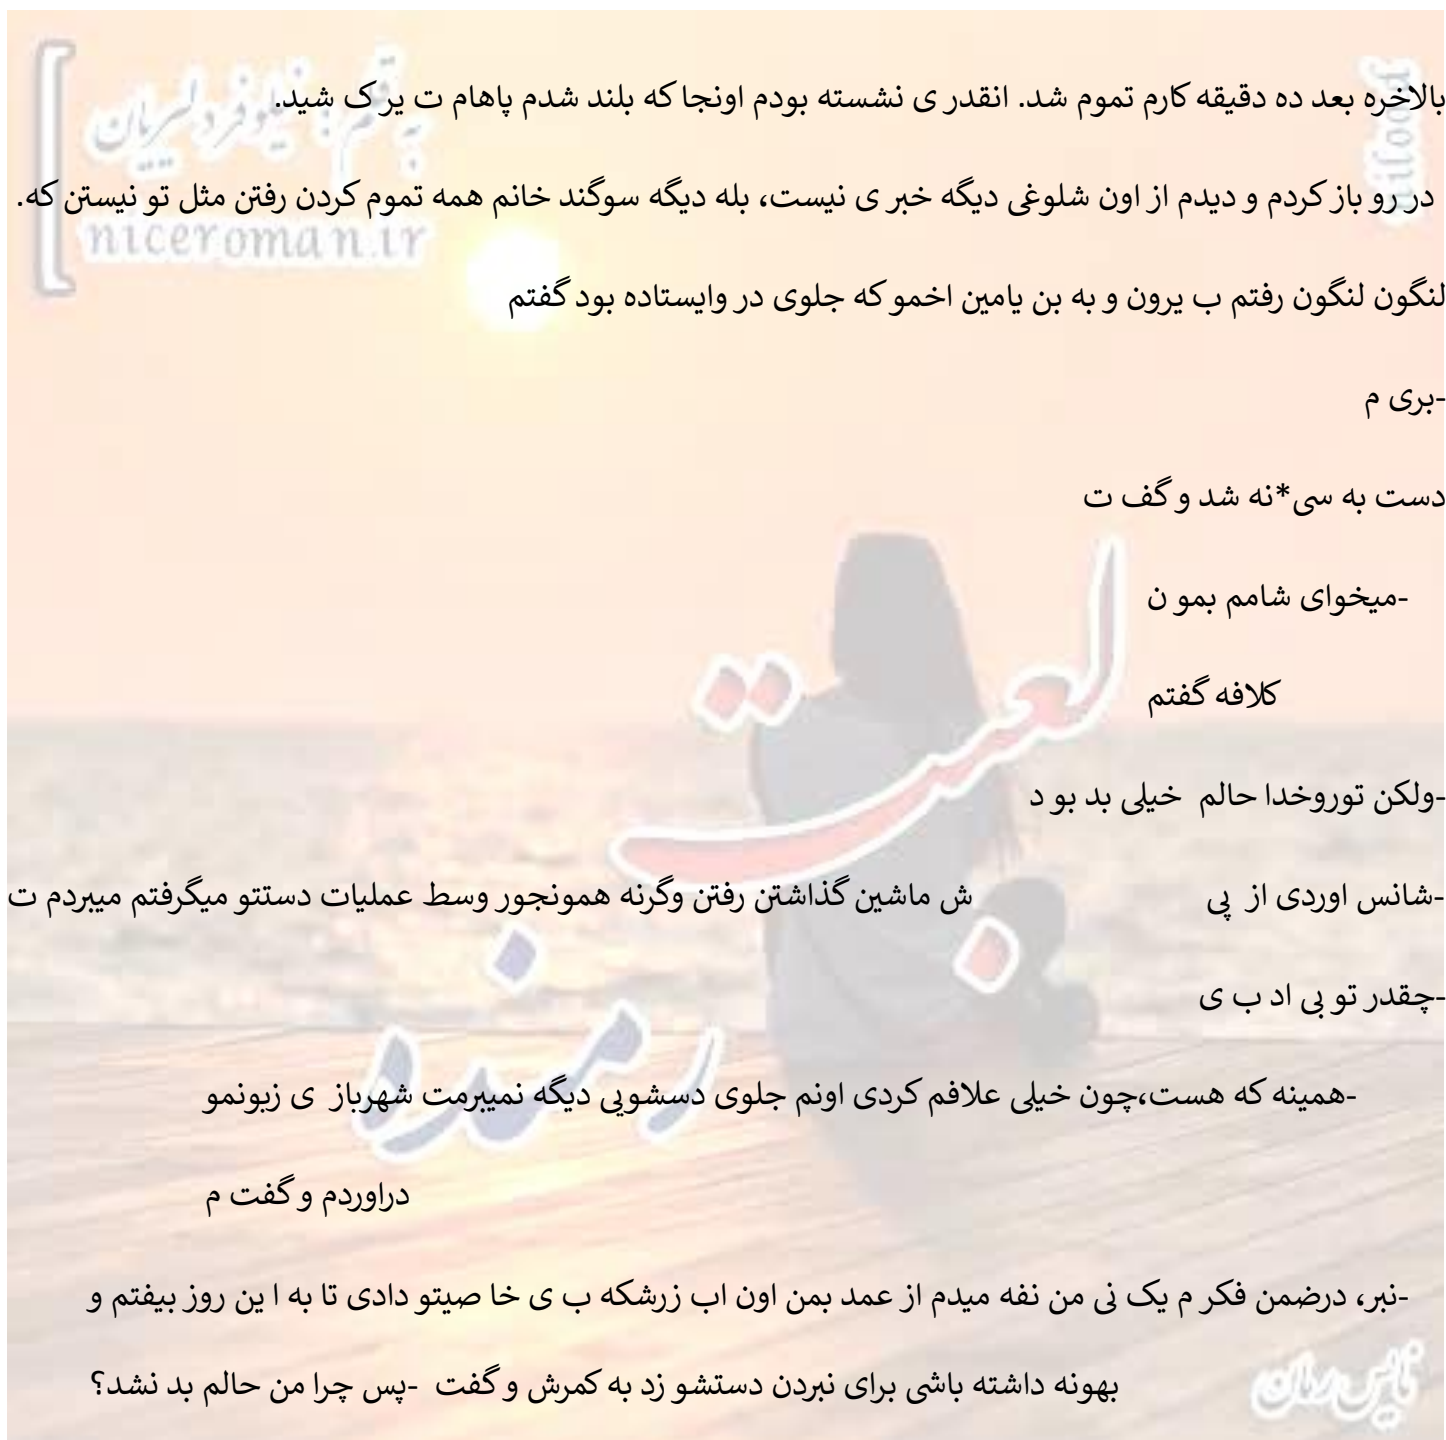 بالاخره بعد ده دقیقه کارم تموم شد. انقدر ی نشسته بودم اونجا که بلند شدم پاهام ت یر ک شید.
در رو باز کردم و دیدم از اون شلوغی دیگه خبر ی نیست، بله دیگه سوگند خانم همه تموم کردن رفتن مثل تو نیستن که.
niceroman.ir
لنگون لنگون رفتم ب یرون و به بن یامین اخمو که جلوی در وایستاده بود گفتم
-بری م
دست به سی*نه شد و گف ت
-میخوای شامم بمو ن
کلافه گفتم
لعبت
-ولکن توروخدا حالم خیلی بد بو د
-شانس اوردی از پی ش ماشین گذاشتن رفتن وگرنه همونجور وسط عملیات دستتو میگرفتم میبردم ت
-چقدر تو بی اد ب ی
رمنده
-همینه که هست،چون خیلی علافم کردی اونم جلوی دسشویی دیگه نمیبرمت شهرباز ی زبونمو
دراوردم و گفت م
-نبر، درضمن فکر م یک نی من نفه میدم از عمد بمن اون اب زرشکه ب ی خا صیتو دادی تا به ا ین روز بیفتم و
بهونه داشته باشی برای نبردن دستشو زد به کمرش و گفت -پس چرا من حالم بد نشد؟
نایس رمان